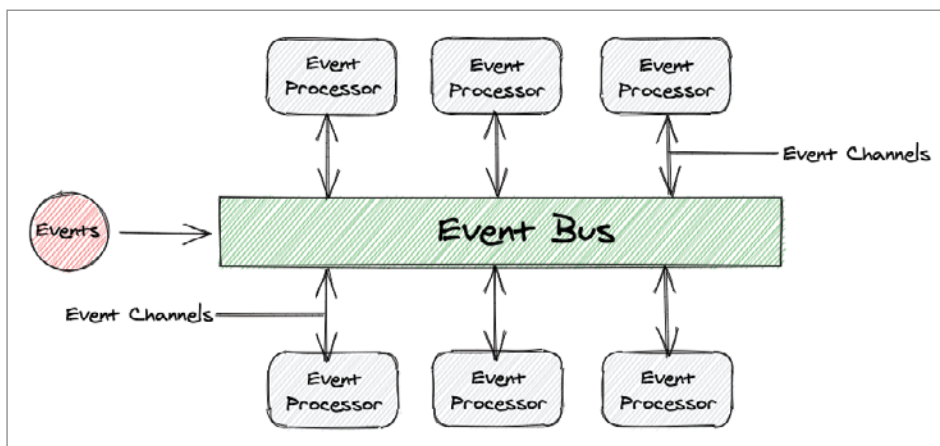 Event
Processor
Event
Processor
Event
Processor
Event Channels
Events
Event Bus
Event Channels
Event
Processor
Event
Processor
Event
Processor